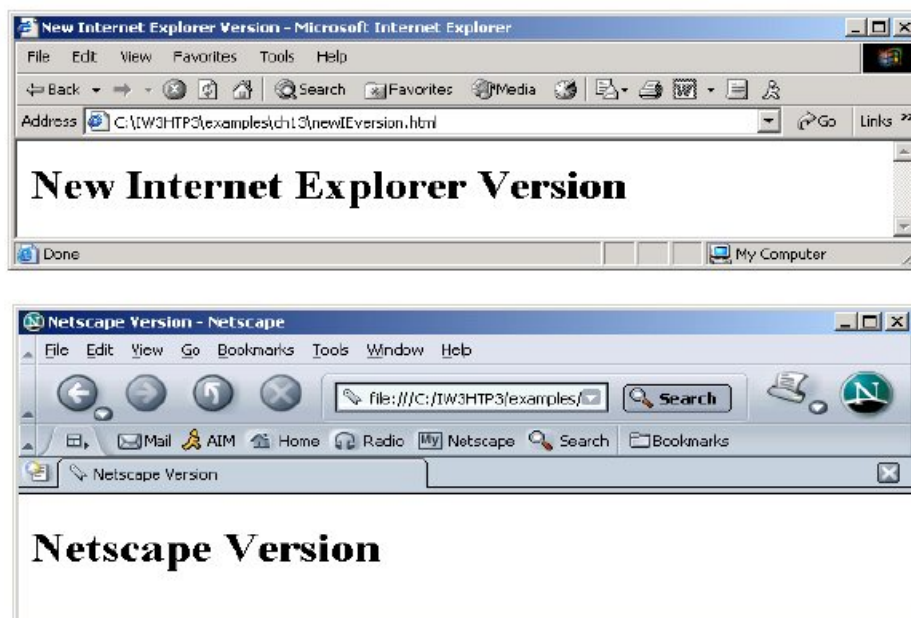 New Internet Explorer Version - Microsoft Internet Explorer
File Edit View Favorites Tools Help
Back Search Favorites Media
Address C:\IW3HTP3\examples\ch13\newIEversion.html Go Links »
New Internet Explorer Version
Done My Computer
Netscape Version - Netscape
File Edit View Go Bookmarks Tools Window Help
file:///C:/IW3HTP3/examples/ Search N
Mail AIM Home Radio My Netscape Search Bookmarks
Netscape Version
Netscape Version